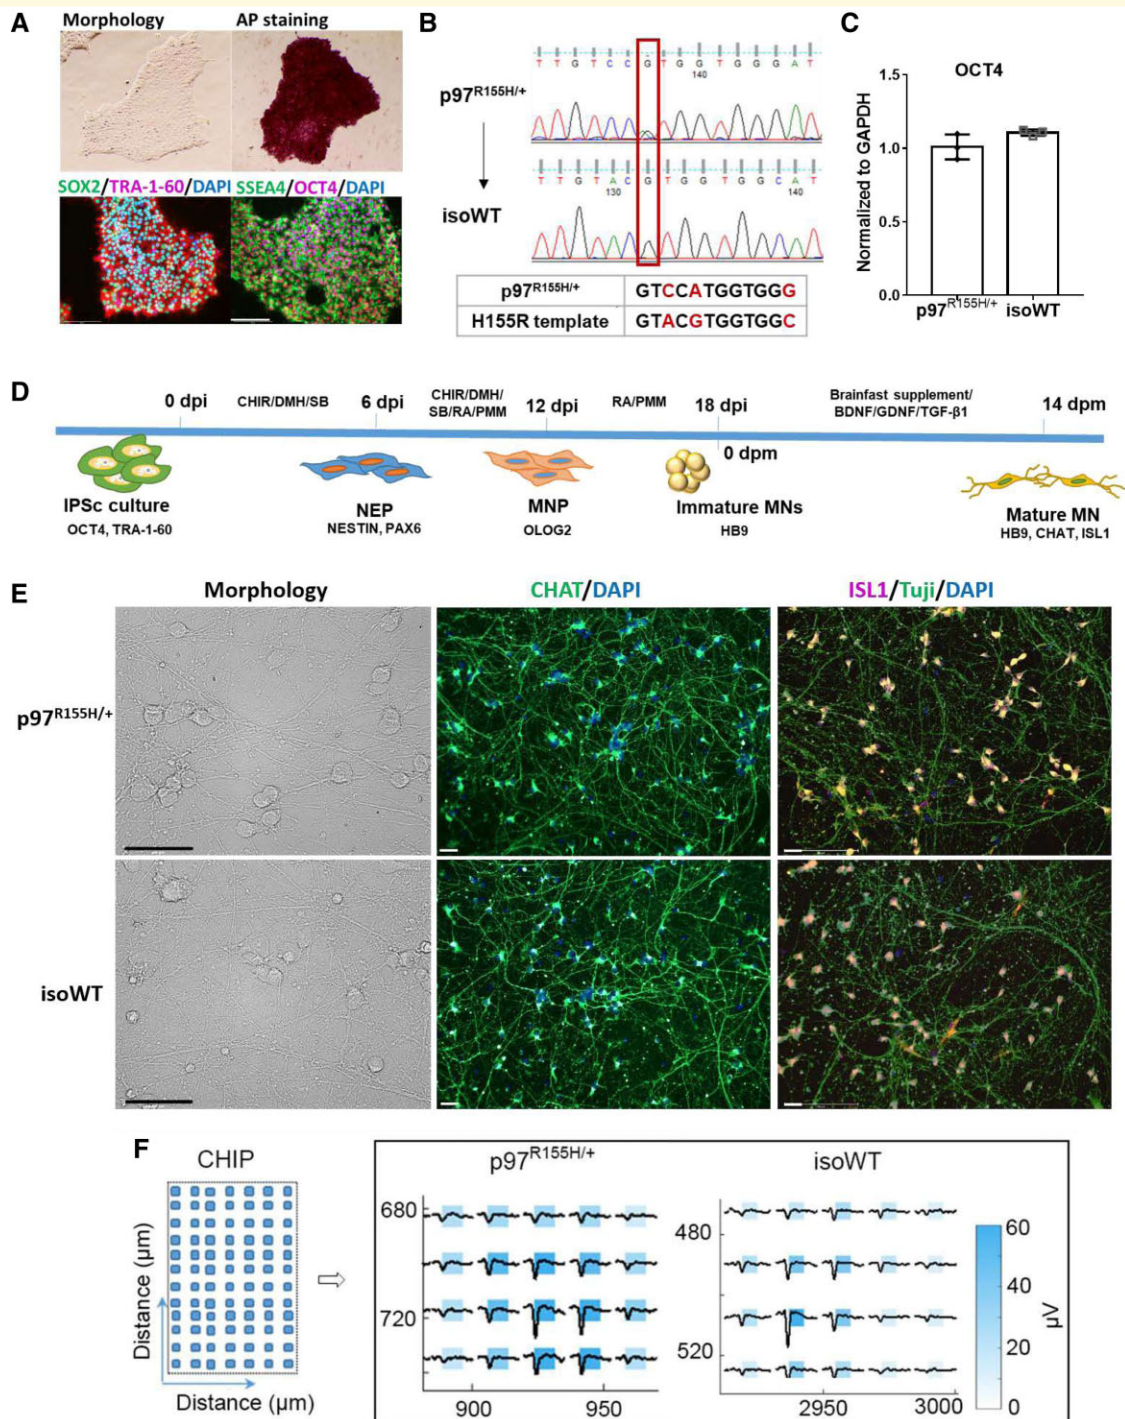 A
Morphology
AP staining
SOX2/TRA-1-60/DAPI
SSEA4/OCT4/DAPI
B
p97R155H/+
isoWT
T T G T C C G T G G T G G G A T
140
T T G T A C G T G G T G G C A T
130
140
p97R155H/+ GTCCATGGTGGG
H155R template GTACGTGGTGGC
C
OCT4
Normalized to GAPDH
1.5
1.0
0.5
0.0
p97R155H/+
isoWT
D
0 dpi
CHIR/DMH/SB
6 dpi
CHIR/DMH/
SB/RA/PMM
12 dpi
RA/PMM
18 dpi
0 dpm
Brainfast supplement/
BDNF/GDNF/TGF-β1
14 dpm
IPSc culture
OCT4, TRA-1-60
NEP
NESTIN, PAX6
MNP
OLOG2
Immature MNs
HB9
Mature MN
HB9, CHAT, ISL1
E
Morphology
CHAT/DAPI
ISL1/Tuji/DAPI
p97R155H/+
isoWT
F
CHIP
Distance (µm)
Distance (µm)
p97R155H/+
680
720
900
950
isoWT
480
520
2950
3000
60
40
20
0
µV